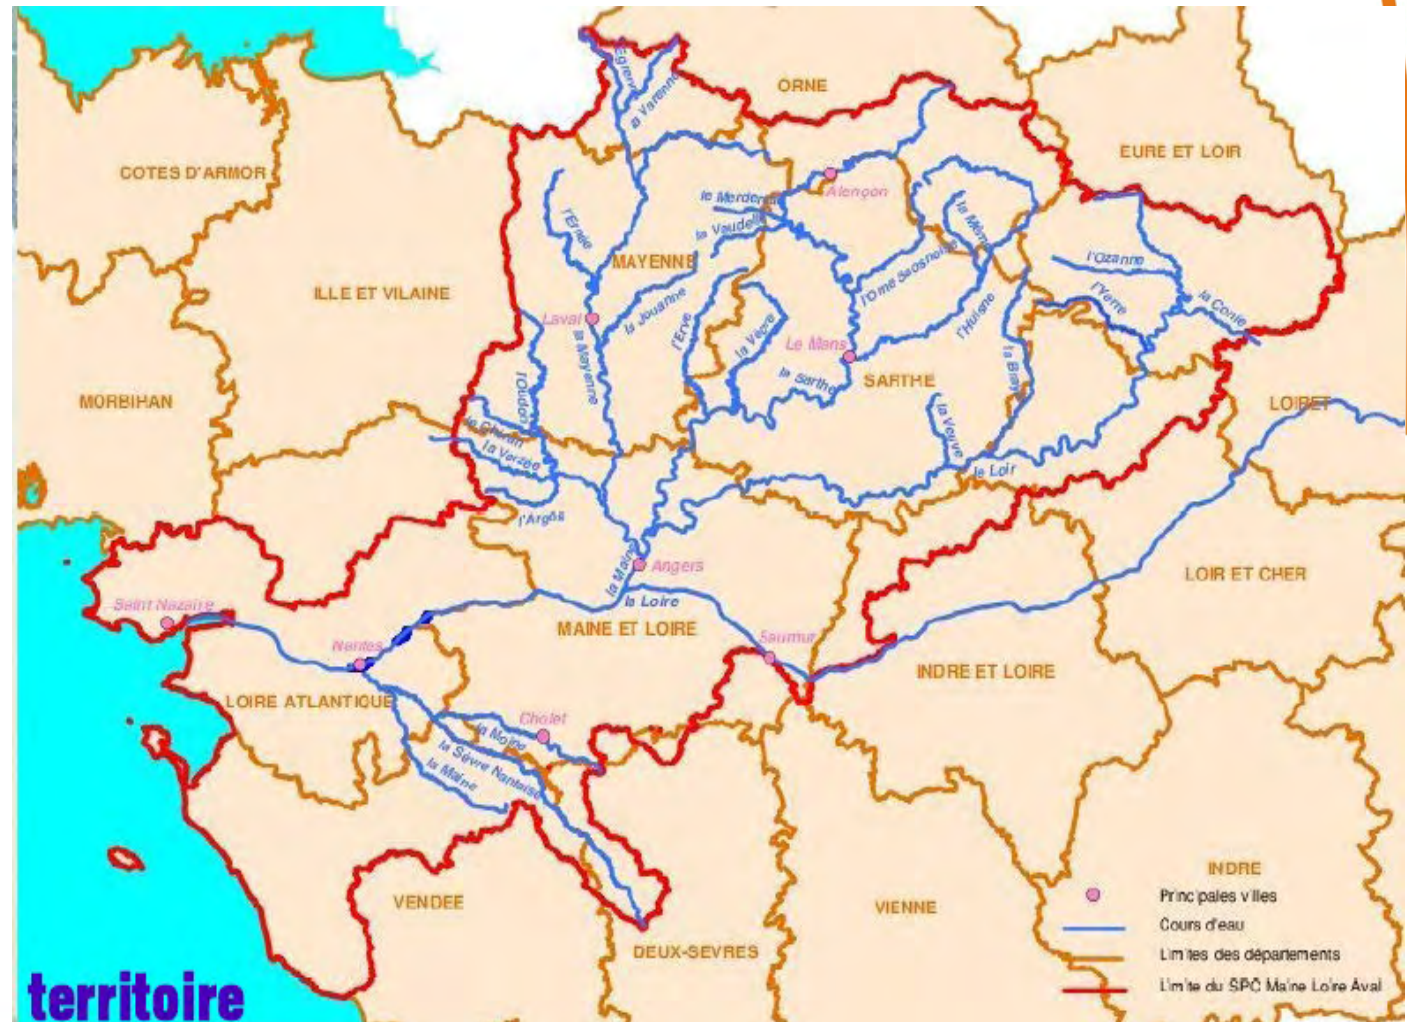 ORNE
EURE ET LOIR
COTES D'ARMOR
l'Egrenne
la Varenne
Alençon
le Merder
la Vaudelle
la Même
l'Ernée
MAYENNE
ILLE ET VILAINE
l'Orne Saosnoise
l'Ozanne
l'Yerre
la Conie
Laval
la Jouanne
l'Erve
la Vègre
Le Mans
l'Huisne
la Mayenne
la Sarthe
SARTHE
la Braye
LOIRET
MORBIHAN
l'Oudon
le Chéran
la Verzée
la Veuve
le Loir
l'Argos
la Maine
Angers
LOIR ET CHER
Saint Nazaire
la Loire
MAINE ET LOIRE
Saumur
Nantes
INDRE ET LOIRE
LOIRE ATLANTIQUE
Cholet
la Moine
la Sèvre Nantaise
la Maine
INDRE
VENDEE
VIENNE
DEUX-SEVRES
Principales villes
Cours d'eau
Limites des départements
Limite du SPC Maine Loire Aval
territoire